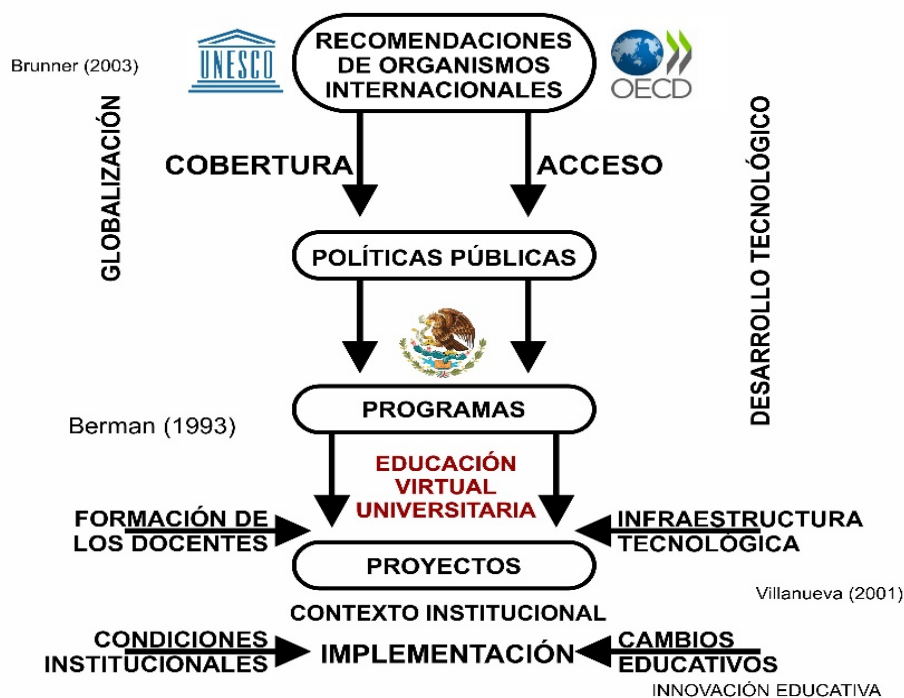 RECOMENDACIONES
DE ORGANISMOS
INTERNACIONALES
UNESCO
OECD
Brunner (2003)
GLOBALIZACIÓN
DESARROLLO TECNOLÓGICO
COBERTURA
ACCESO
POLÍTICAS PÚBLICAS
PROGRAMAS
Berman (1993)
EDUCACIÓN
VIRTUAL
UNIVERSITARIA
FORMACIÓN DE
LOS DOCENTES
INFRAESTRUCTURA
TECNOLÓGICA
PROYECTOS
Villanueva (2001)
CONTEXTO INSTITUCIONAL
CONDICIONES
INSTITUCIONALES
IMPLEMENTACIÓN
CAMBIOS
EDUCATIVOS
INNOVACIÓN EDUCATIVA